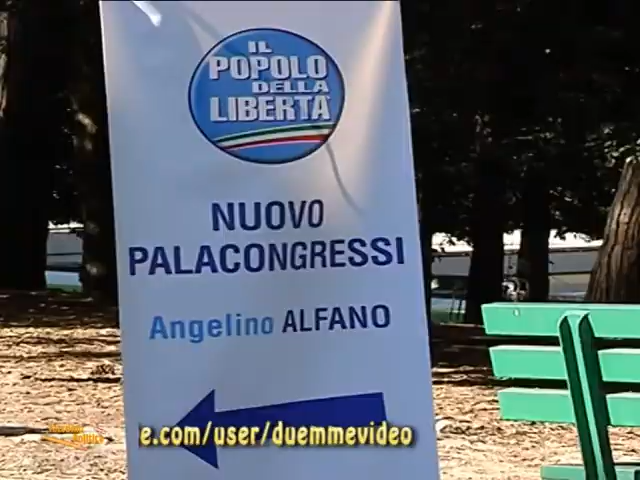 IL
POPOLO
DELLA
LIBERTÀ
NUOVO
PALACONGRESSI
Angelino ALFANO
e.com/user/duemmevideo